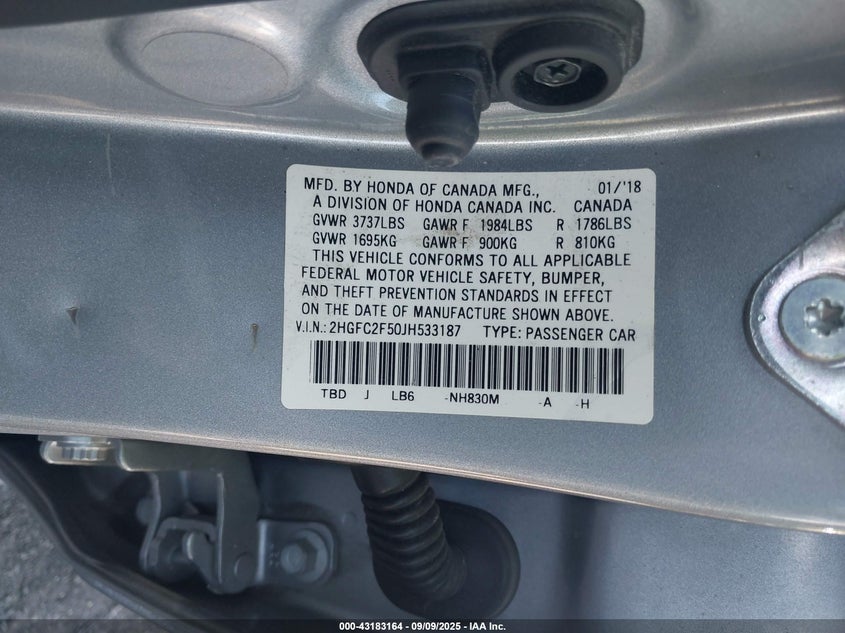 MFD. BY HONDA OF CANADA MFG., 01/'18
A DIVISION OF HONDA CANADA INC. CANADA
GVWR 3737LBS GAWR F 1984LBS R 1786LBS
GVWR 1695KG GAWR F 900KG R 810KG
THIS VEHICLE CONFORMS TO ALL APPLICABLE
FEDERAL MOTOR VEHICLE SAFETY, BUMPER,
AND THEFT PREVENTION STANDARDS IN EFFECT
ON THE DATE OF MANUFACTURE SHOWN ABOVE.
V.I.N.: 2HGFC2F50JH533187 TYPE: PASSENGER CAR
TBD J LB6 -NH830M -A -H
000-43183164 - 09/09/2025 - IAA Inc.